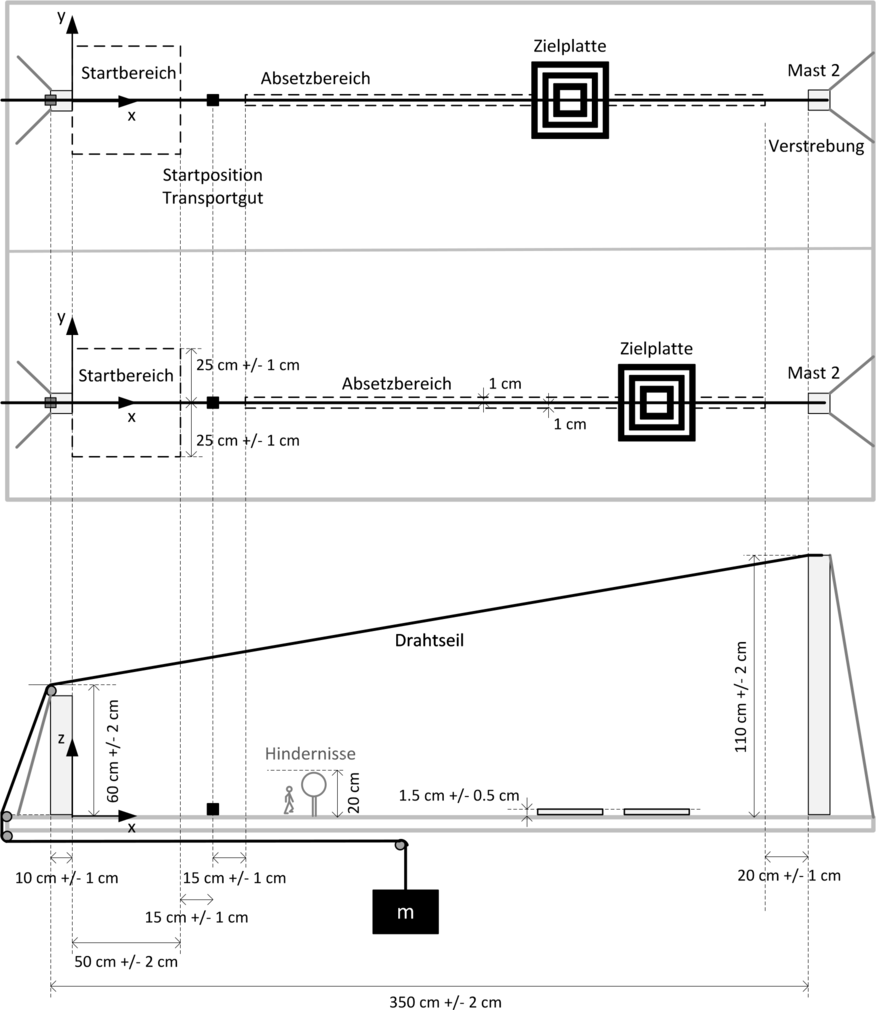 y
Startbereich
x
Absetzbereich
Zielplatte
Mast 2
Verstrebung
Startposition
Transportgut
y
Startbereich
x
25 cm +/- 1 cm
25 cm +/- 1 cm
Absetzbereich
1 cm
1 cm
Zielplatte
Mast 2
Drahtseil
z
x
60 cm +/- 2 cm
Hindernisse
20 cm
1.5 cm +/- 0.5 cm
110 cm +/- 2 cm
10 cm +/- 1 cm
15 cm +/- 1 cm
20 cm +/- 1 cm
15 cm +/- 1 cm
m
50 cm +/- 2 cm
350 cm +/- 2 cm